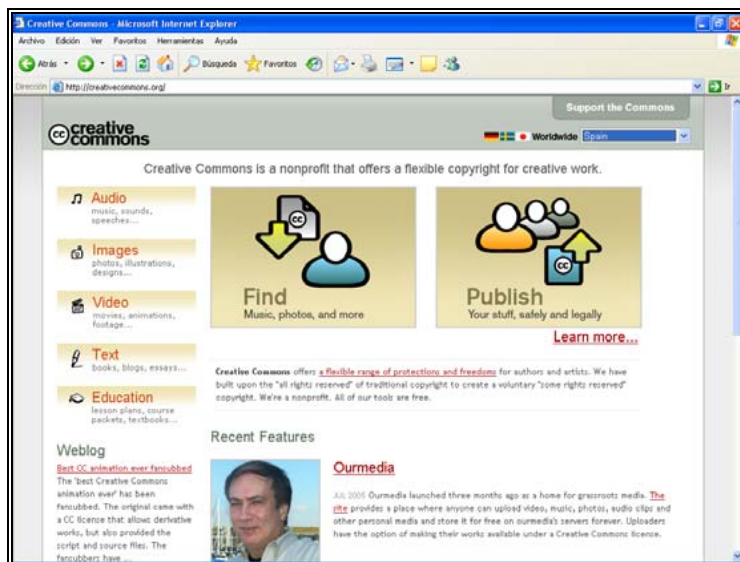 Creative Commons - Microsoft Internet Explorer
Archivo Edición Ver Favoritos Herramientas Ayuda
Atrás Búsqueda Favoritos
Dirección http://creativecommons.org/ Ir
Support the Commons
cc creative commons
Worldwide Spain
Creative Commons is a nonprofit that offers a flexible copyright for creative work.
Audio
music, sounds,
speeches...
Images
photos, illustrations,
designs...
Video
movies, animations,
footage...
Text
books, blogs, essays...
Education
lesson plans, course
packets, textbooks...
cc
Find
Music, photos, and more
cc
Publish
Your stuff, safely and legally
Learn more...
Creative Commons offers a flexible range of protections and freedoms for authors and artists. We have
built upon the "all rights reserved" of traditional copyright to create a voluntary "some rights reserved"
copyright. We're a nonprofit. All of our tools are free.
Weblog
Best CC animation ever fansubbed
The 'best Creative Commons
animation ever' has been
fansubbed. The original came with
a CC license that allows derivative
works, but also provided the
script and source files. The
fansubbers have ...
Recent Features
Ourmedia
JUL 2005 Ourmedia launched three months ago as a home for grassroots media. The
site provides a place where anyone can upload video, music, photos, audio clips and
other personal media and store it for free on ourmedia's servers forever. Uploaders
have the option of making their works available under a Creative Commons license.